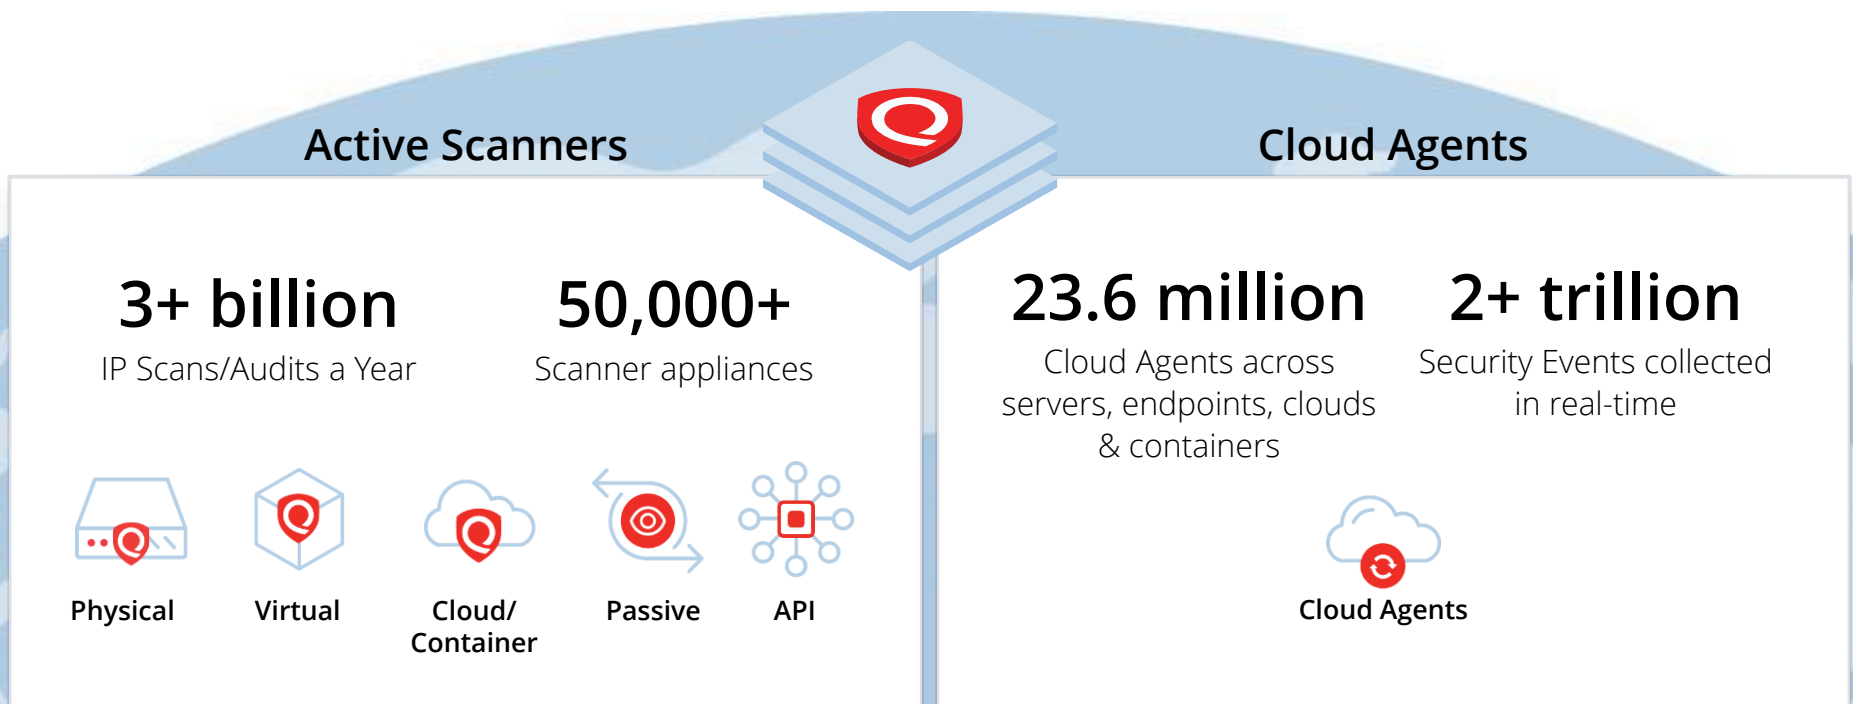 Active Scanners
Cloud Agents
3+ billion
IP Scans/Audits a Year
50,000+
Scanner appliances
Physical
Virtual
Cloud/
Container
Passive
API
23.6 million
Cloud Agents across
servers, endpoints, clouds
& containers
2+ trillion
Security Events collected
in real-time
Cloud Agents